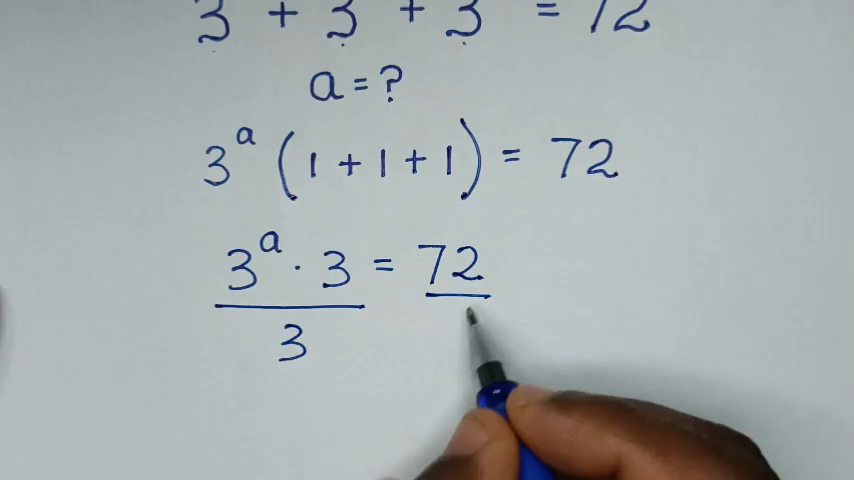 3 + 3 + 3 = 72
a = ?
3^a (1 + 1 + 1) = 72
3^a · 3 = 72
3